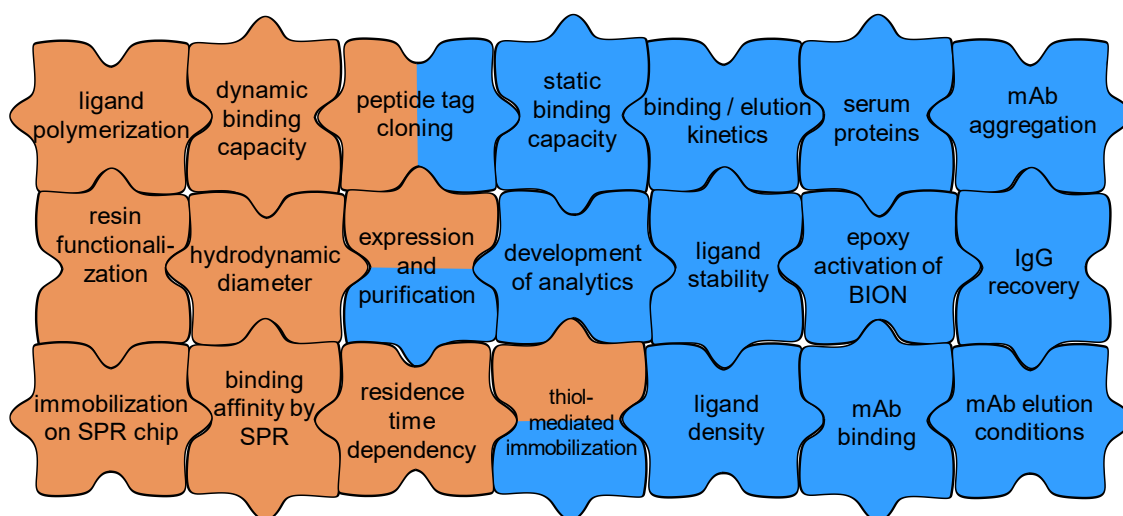 ligand
polymerization
dynamic
binding
capacity
peptide tag
cloning
static
binding
capacity
binding / elution
kinetics
serum
proteins
mAb
aggregation
resin
functionali-
zation
hydrodynamic
diameter
expression
and
purification
development
of analytics
ligand
stability
epoxy
activation of
BION
IgG
recovery
immobilization
on SPR chip
binding
affinity by
SPR
residence
time
dependency
thiol-
mediated
immobilization
ligand
density
mAb
binding
mAb elution
conditions